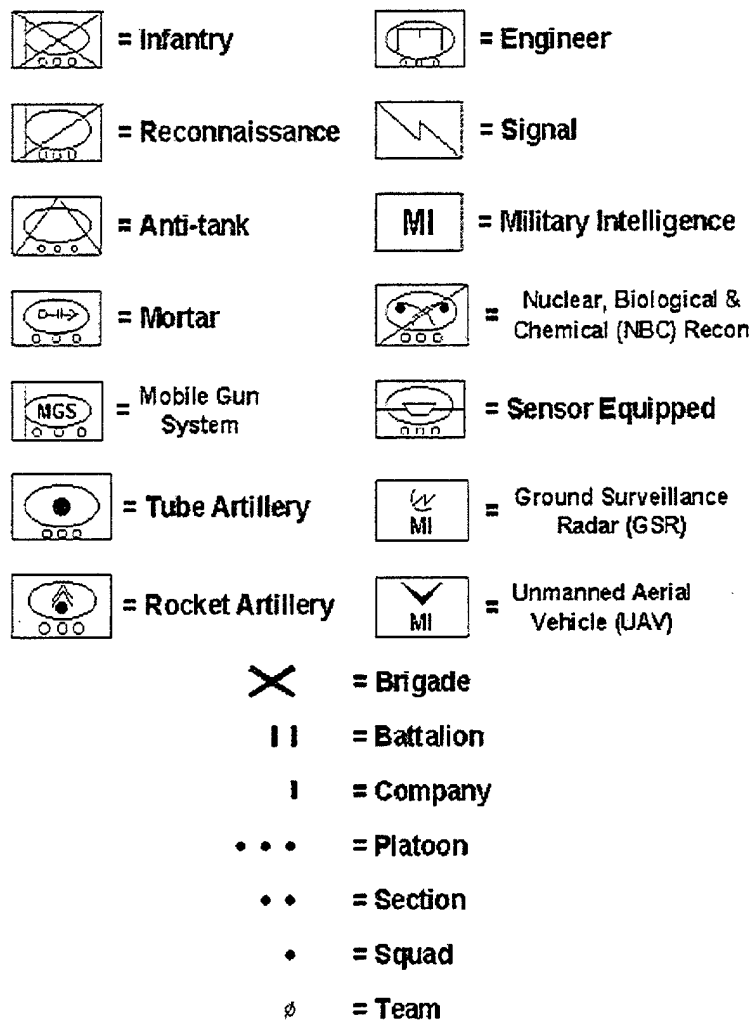 = Infantry
= Engineer
= Reconnaissance
= Signal
= Anti-tank
MI = Military Intelligence
= Mortar
= Nuclear, Biological &
Chemical (NBC) Recon
MGS = Mobile Gun
System
= Sensor Equipped
= Tube Artillery
MI = Ground Surveillance
Radar (GSR)
= Rocket Artillery
MI = Unmanned Aerial
Vehicle (UAV)
= Brigade
= Battalion
= Company
= Platoon
= Section
= Squad
= Team